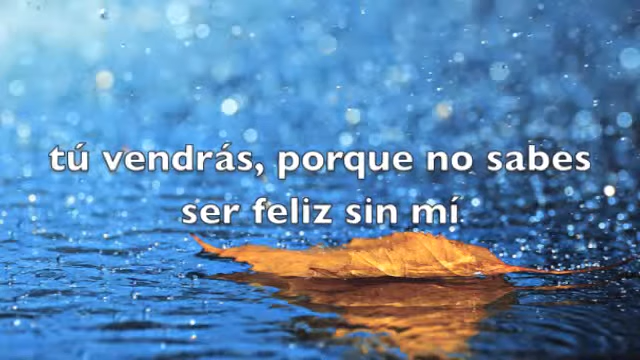 tú vendrás, porque no sabes
ser feliz sin mí